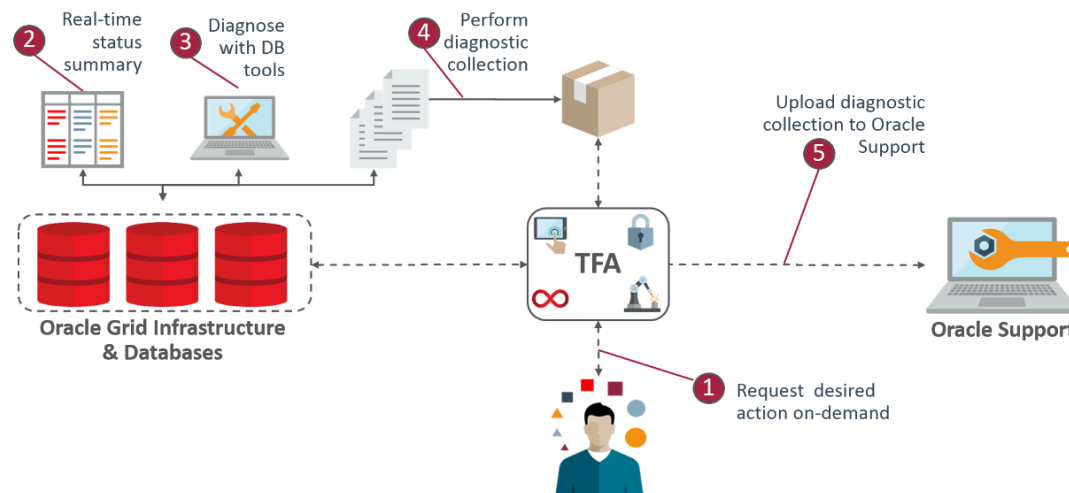 2
Real-time
status
summary
3
Diagnose
with DB
tools
4
Perform
diagnostic
collection
Upload diagnostic
collection to Oracle
Support
5
TFA
Oracle Grid Infrastructure
& Databases
Oracle Support
1
Request desired
action on-demand